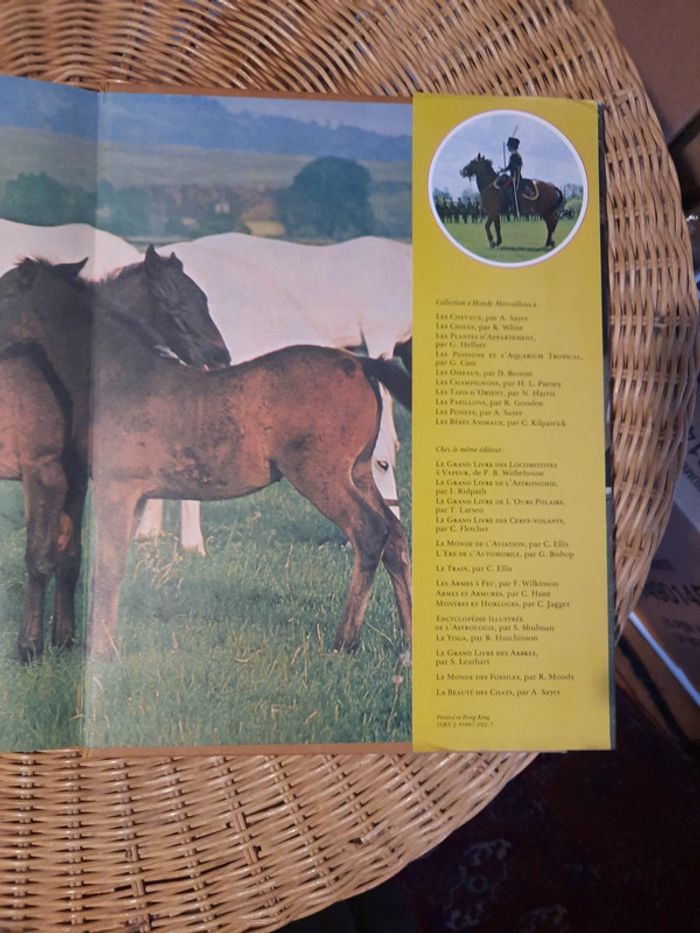 Collection « Monde Merveilleux » :
LES CHEVAUX, par A. Sayer
LES CHIENS, par K. White
LES PLANTES D'APPARTEMENT,
par G. Hellyer
LES POISSONS ET L'AQUARIUM TROPICAL,
par G. Cust
LES OISEAUX, par D. Broom
LES CHAMPIGNONS, par H. L. Pursey
LES TAPIS D'ORIENT, par N. Harris
LES PAPILLONS, par R. Gooden
LES PONEYS, par A. Sayer
LES BÉBÉS ANIMAUX, par C. Kilpatrick
Chez le même éditeur :
LE GRAND LIVRE DES LOCOMOTIVES
À VAPEUR, de P. B. Withehouse
LE GRAND LIVRE DE L'ASTRONOMIE,
par I. Ridpath
LE GRAND LIVRE DE L'OURS POLAIRE,
par T. Larsen
LE GRAND LIVRE DES CERFS-VOLANTS,
par C. Fletcher
LE MONDE DE L'AVIATION, par C. Ellis
L'ÈRE DE L'AUTOMOBILE, par G. Bishop
LE TRAIN, par C. Ellis
LES ARMES À FEU, par F. Wilkinson
ARMES ET ARMURES, par C. Hunt
MONTRES ET HORLOGES, par C. Jagger
ENCYCLOPÉDIE ILLUSTRÉE
DE L'ASTROLOGIE, par S. Shulman
LE YOGA, par R. Hutchinson
LE GRAND LIVRE DES ARBRES,
par S. Leathart
LE MONDE DES FOSSILES, par R. Moody
LA BEAUTÉ DES CHATS, par A. Sayer
Printed in Hong Kong